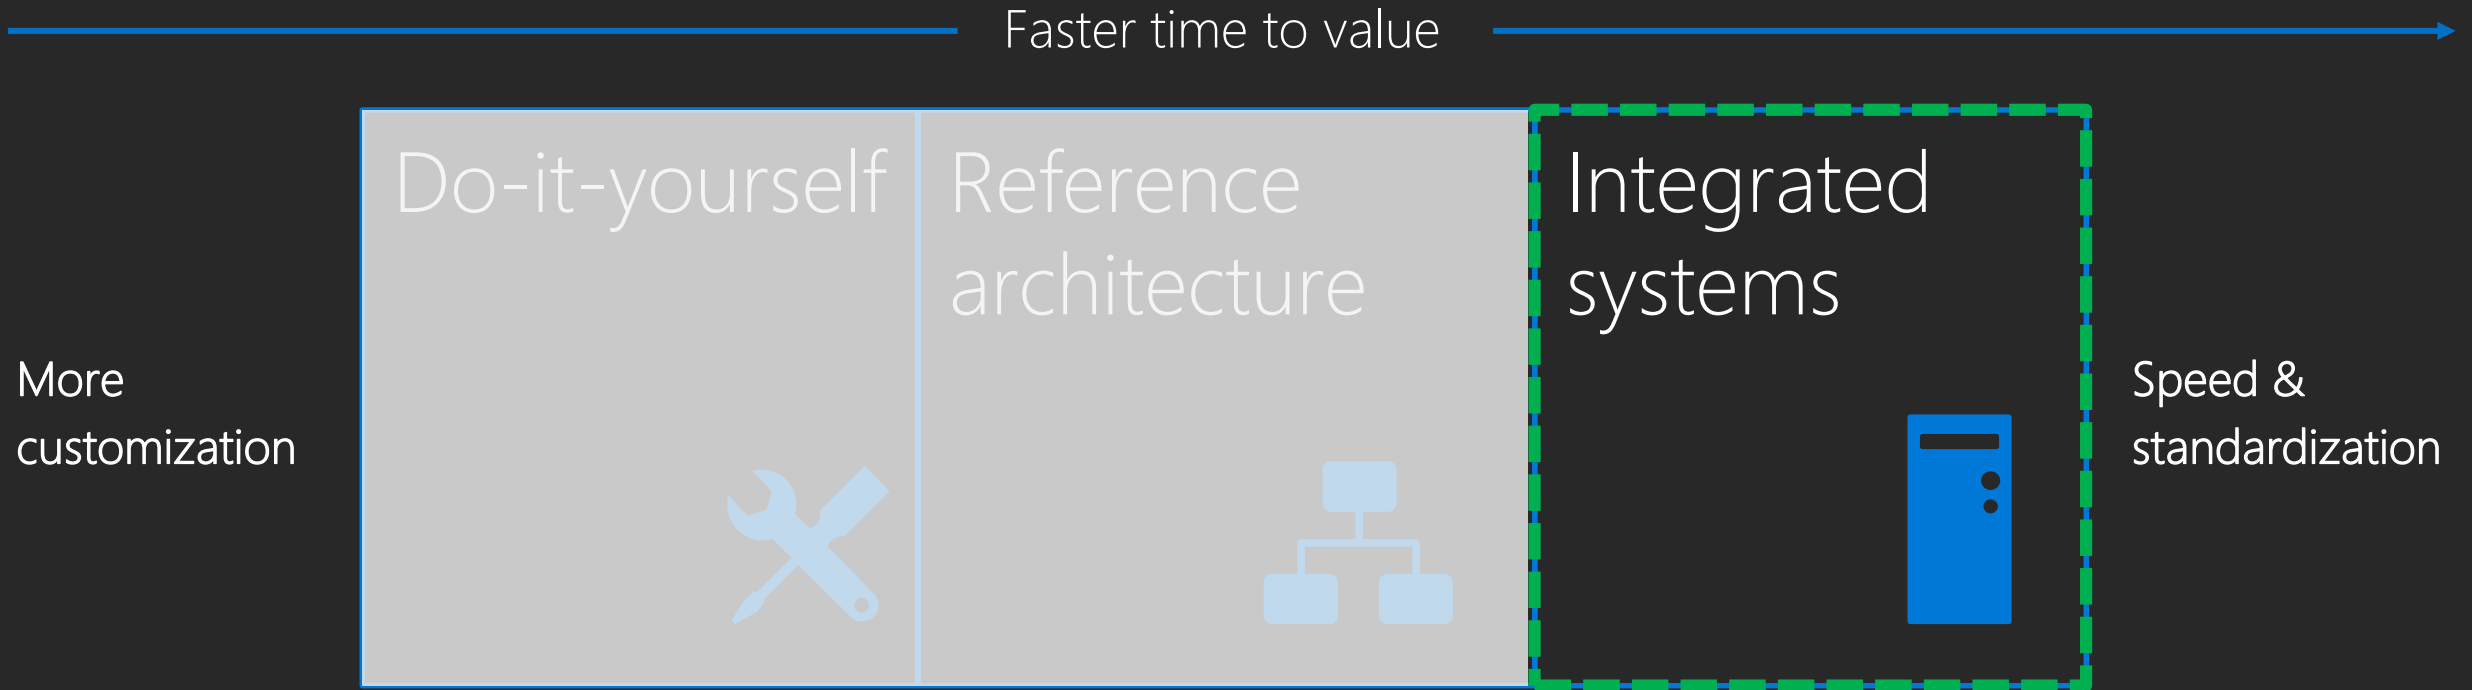 Faster time to value
Do-it-yourself
Reference
architecture
Integrated
systems
More
customization
Speed &
standardization